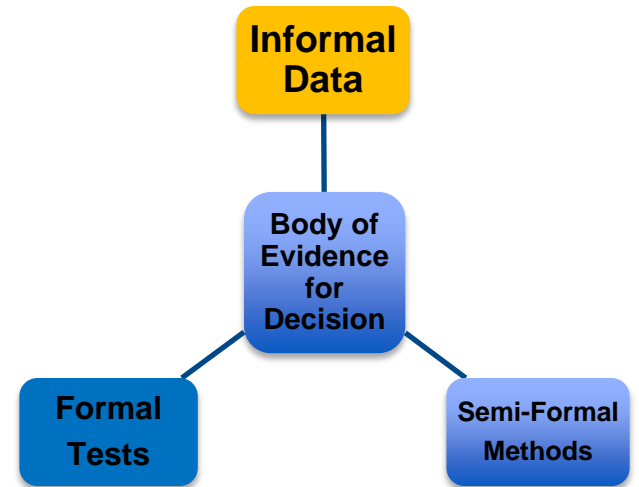 Informal
Data
Body of
Evidence
for
Decision
Formal
Tests
Semi-Formal
Methods